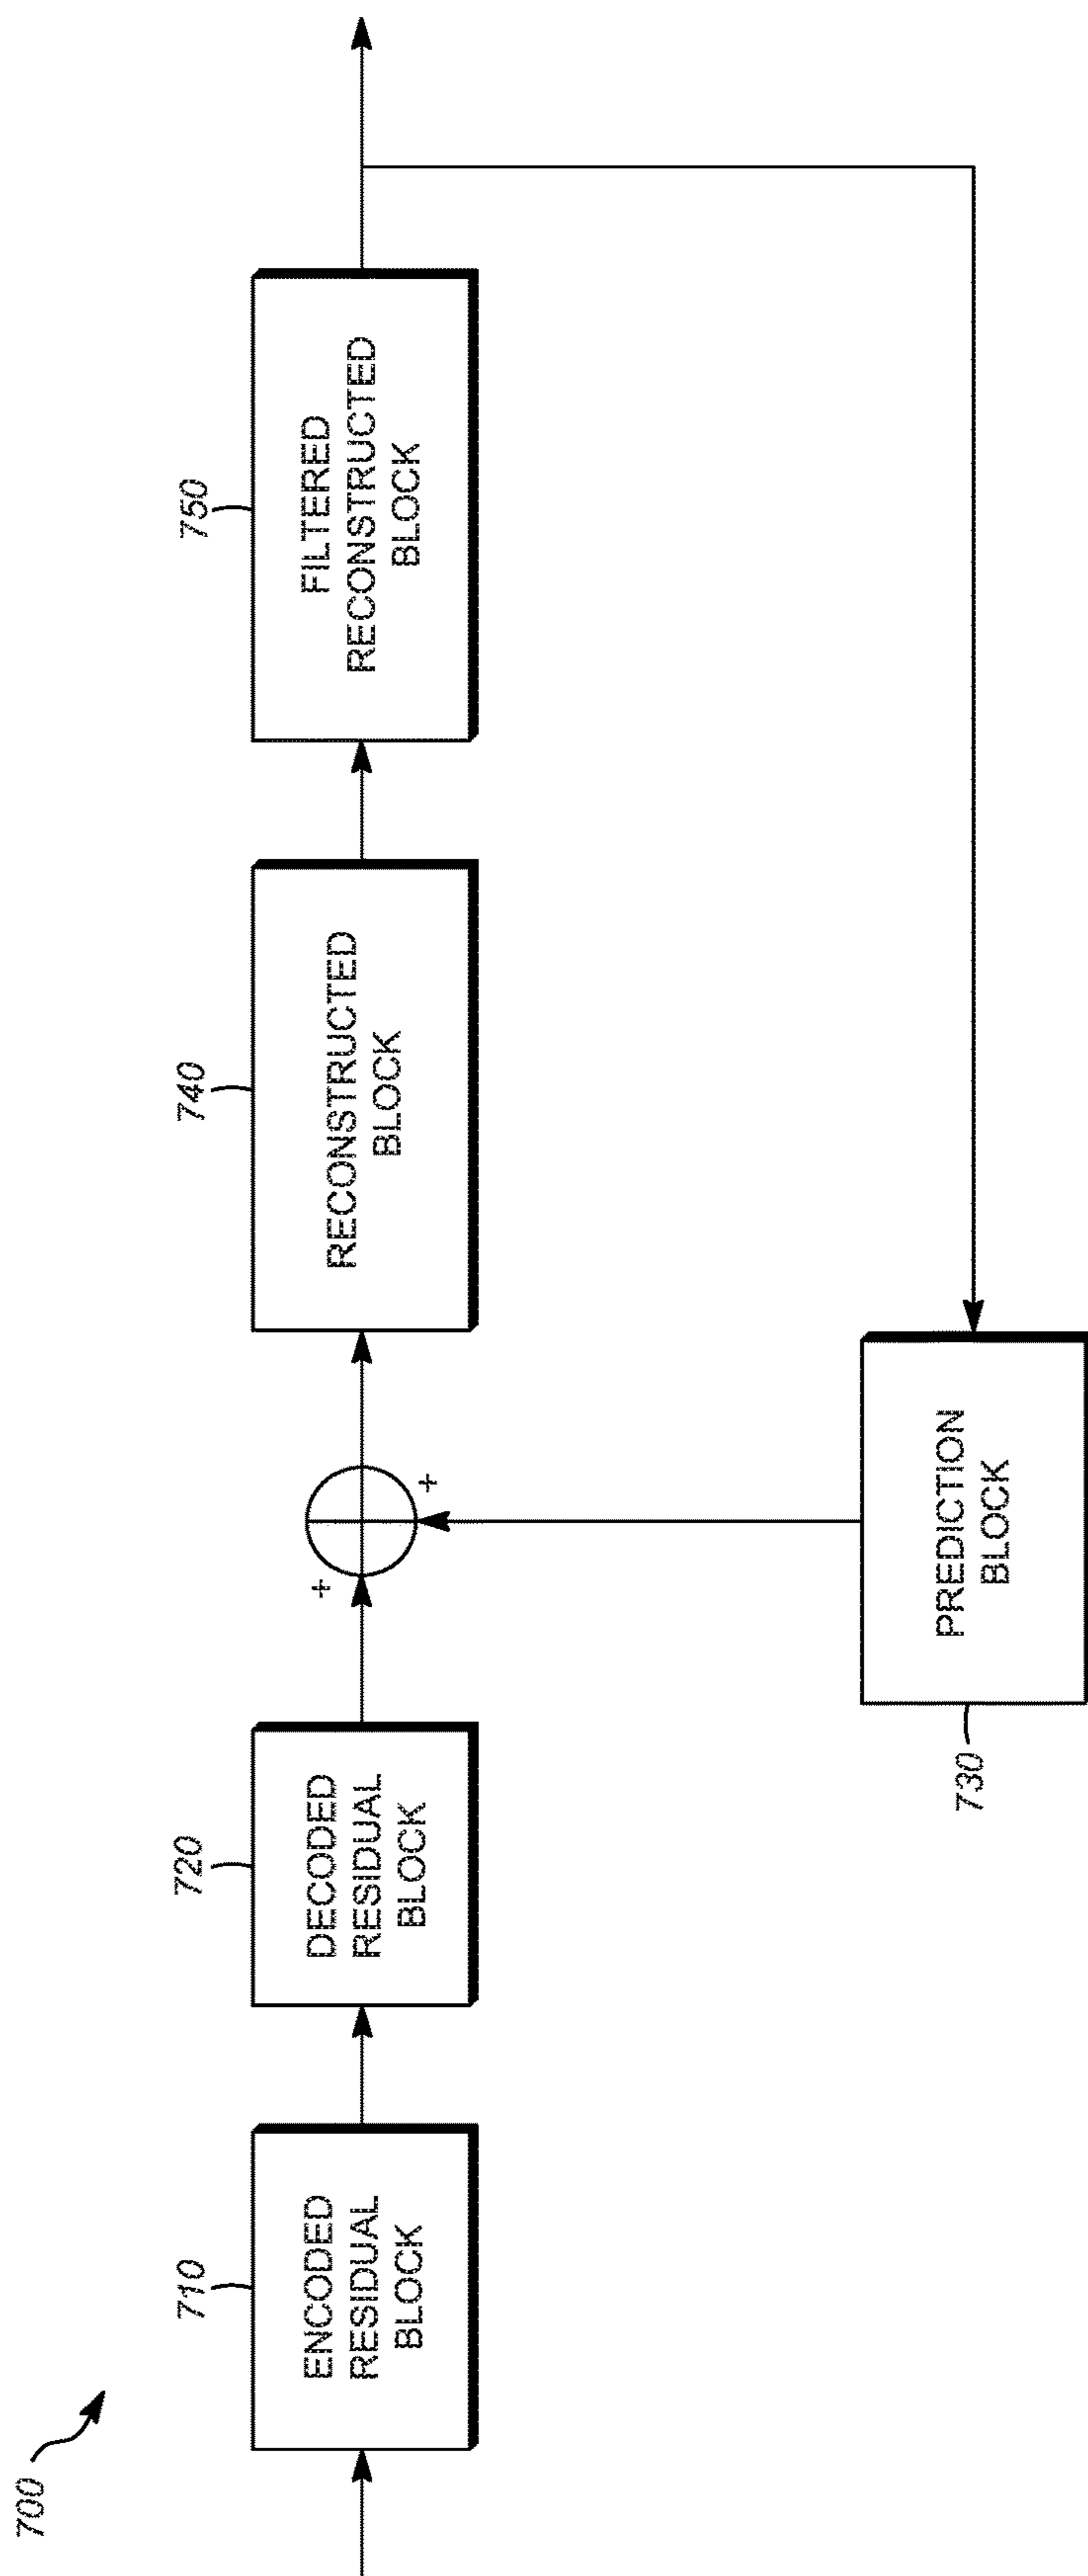 700
710
ENCODED
RESIDUAL
BLOCK
720
DECODED
RESIDUAL
BLOCK
+
+
740
RECONSTRUCTED
BLOCK
750
FILTERED
RECONSTRUCTED
BLOCK
PREDICTION
BLOCK
730